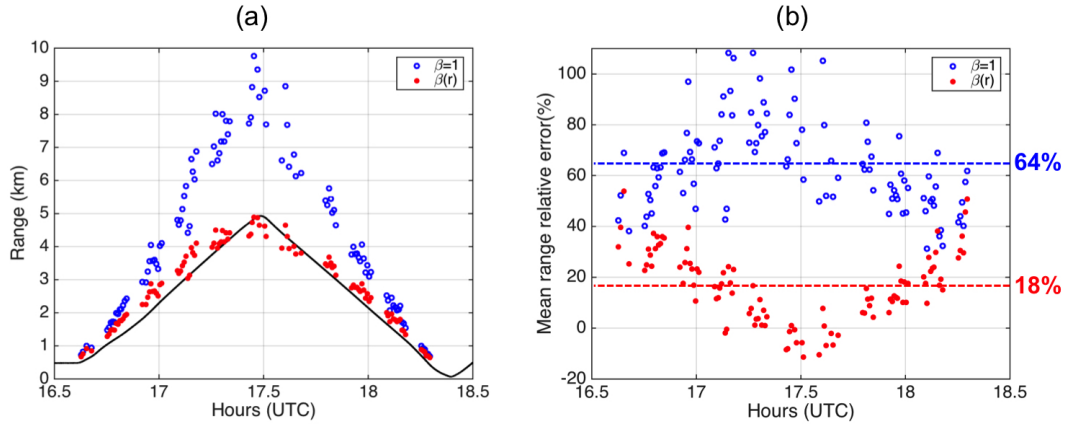 (a)
10
9
8
7
6
5
4
3
2
1
0
Range (km)
16.5 17 17.5 18 18.5
Hours (UTC)
β=1
β(r)
(b)
100
80
60
40
20
0
-20
Mean range relative error(%)
16.5 17 17.5 18 18.5
Hours (UTC)
β=1
β(r)
64%
18%